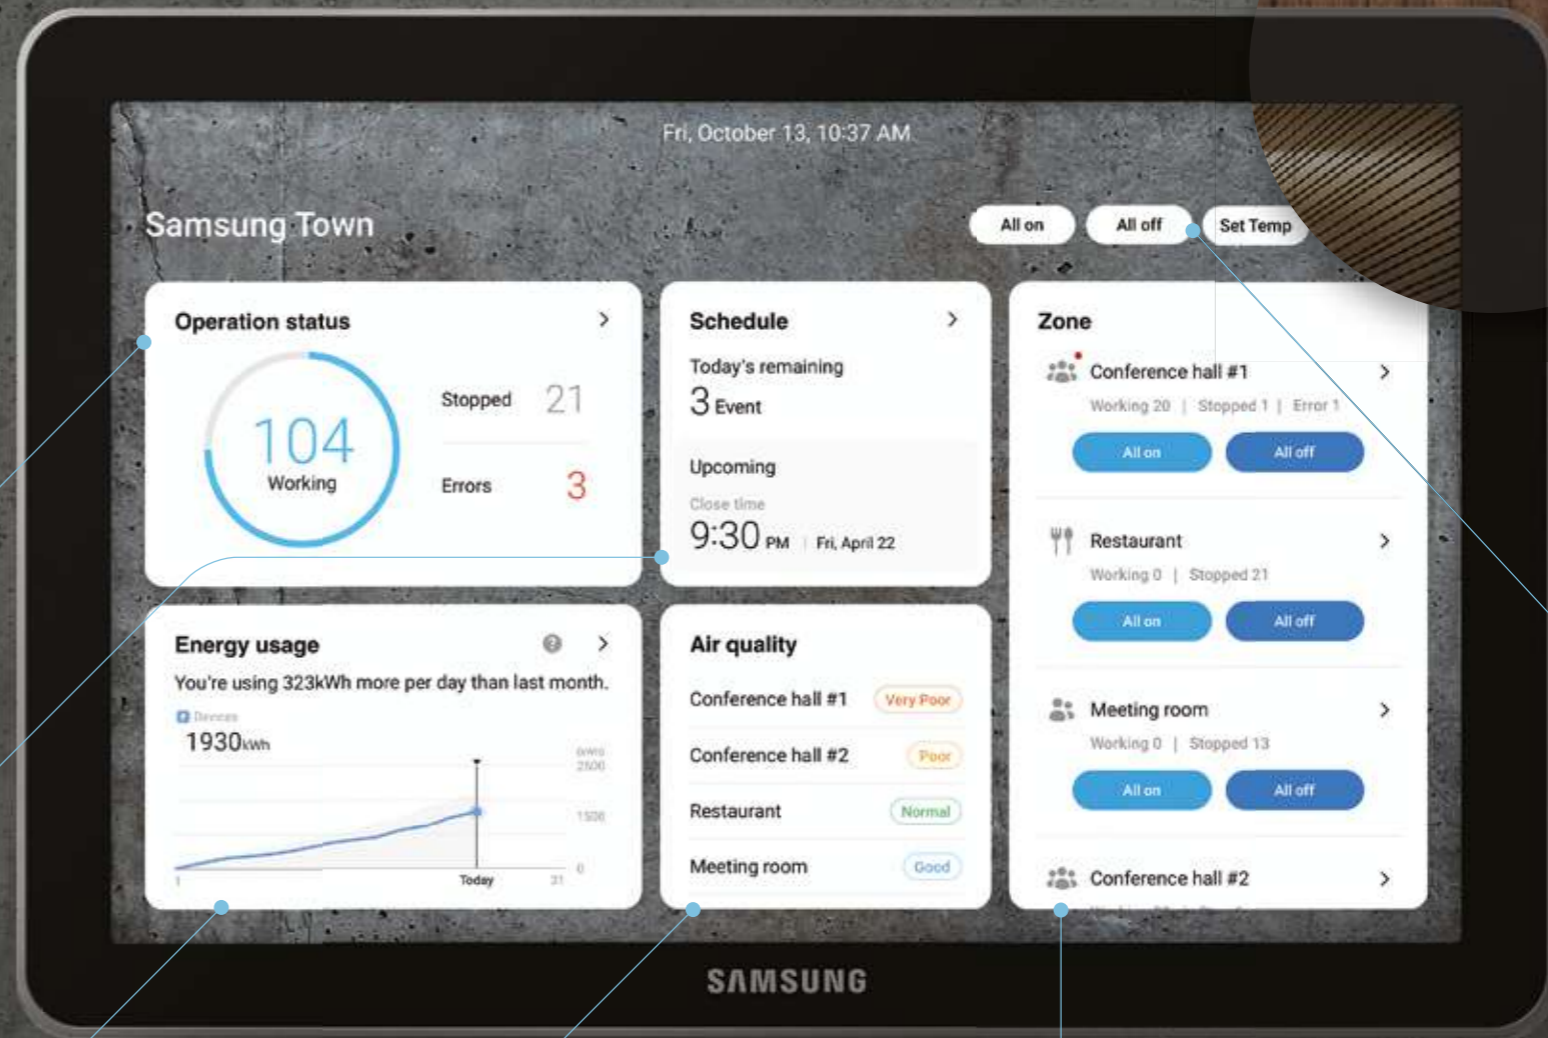 Fri, October 13, 10:37 AM
Samsung Town
All on
All off
Set Temp
Operation status
104
Working
Stopped 21
Errors 3
Schedule
Today's remaining
3 Event
Upcoming
Close time
9:30 PM | Fri, April 22
Zone
Conference hall #1
Working 20 | Stopped 1 | Error 1
All on
All off
Restaurant
Working 0 | Stopped 21
All on
All off
Meeting room
Working 0 | Stopped 13
All on
All off
Conference hall #2
Energy usage
?
You're using 323kWh more per day than last month.
Devices
1930kWh
2500
1500
0
1
Today
31
Air quality
Conference hall #1 Very Poor
Conference hall #2 Poor
Restaurant Normal
Meeting room Good
SAMSUNG